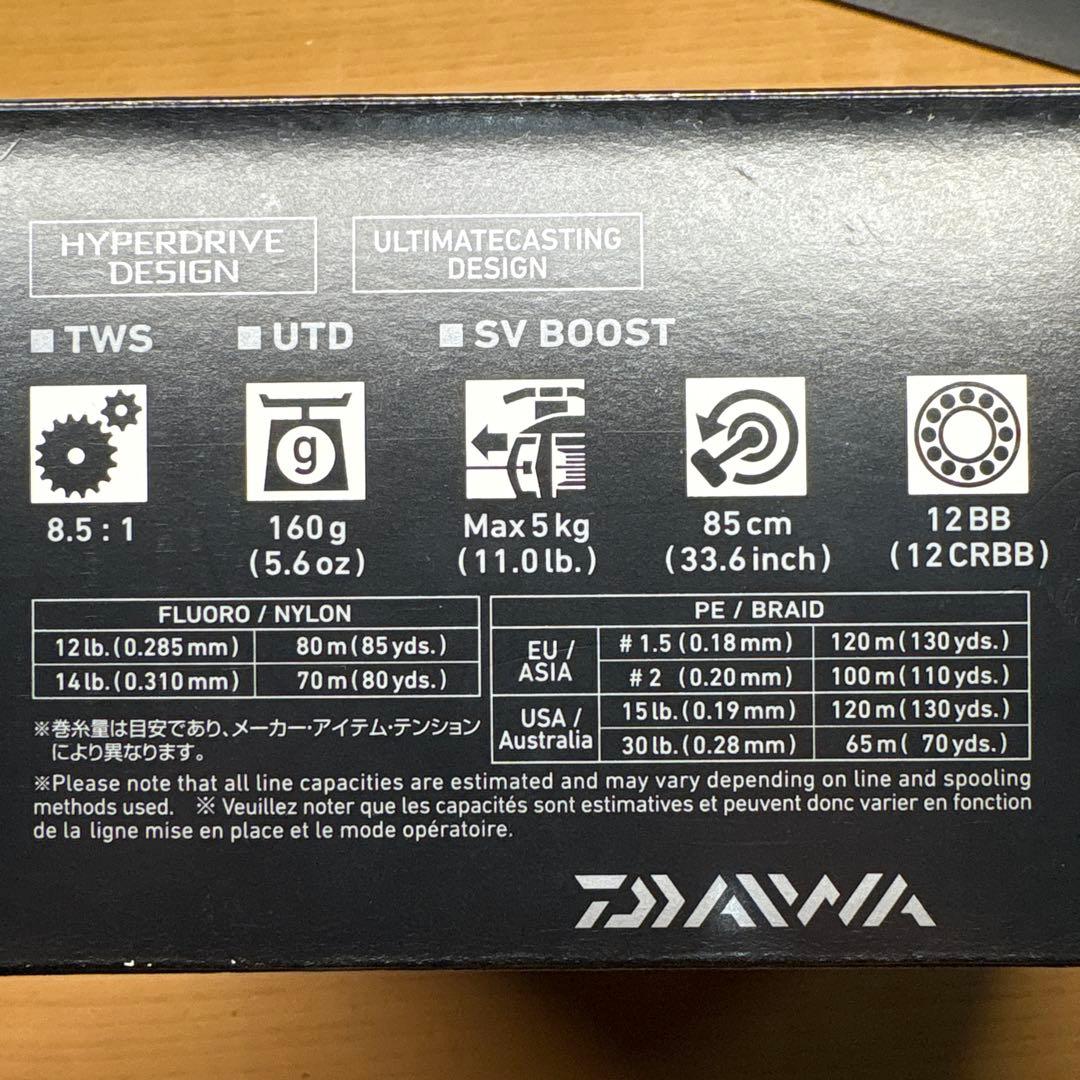 HYPERDRIVE
DESIGN
ULTIMATECASTING
DESIGN
■ TWS ■ UTD ■ SV BOOST
g
8.5 : 1
160g
(5.6 oz)
Max 5 kg
(11.0 lb.)
85 cm
(33.6 inch)
12 BB
(12 CRBB)
FLUORO / NYLON
12 lb. (0.285 mm) 80 m (85 yds.)
14 lb. (0.310 mm) 70 m (80 yds.)
PE / BRAID
EU /
ASIA
# 1.5 (0.18 mm) 120 m (130 yds.)
# 2 (0.20 mm) 100 m (110 yds.)
USA /
Australia
15 lb. (0.19 mm) 120 m (130 yds.)
30 lb. (0.28 mm) 65 m ( 70 yds.)
※巻糸量は目安であり、メーカー・アイテム・テンション
により異なります。
※Please note that all line capacities are estimated and may vary depending on line and spooling
methods used. ※ Veuillez noter que les capacités sont estimatives et peuvent donc varier en fonction
de la ligne mise en place et le mode opératoire.
DAIWA